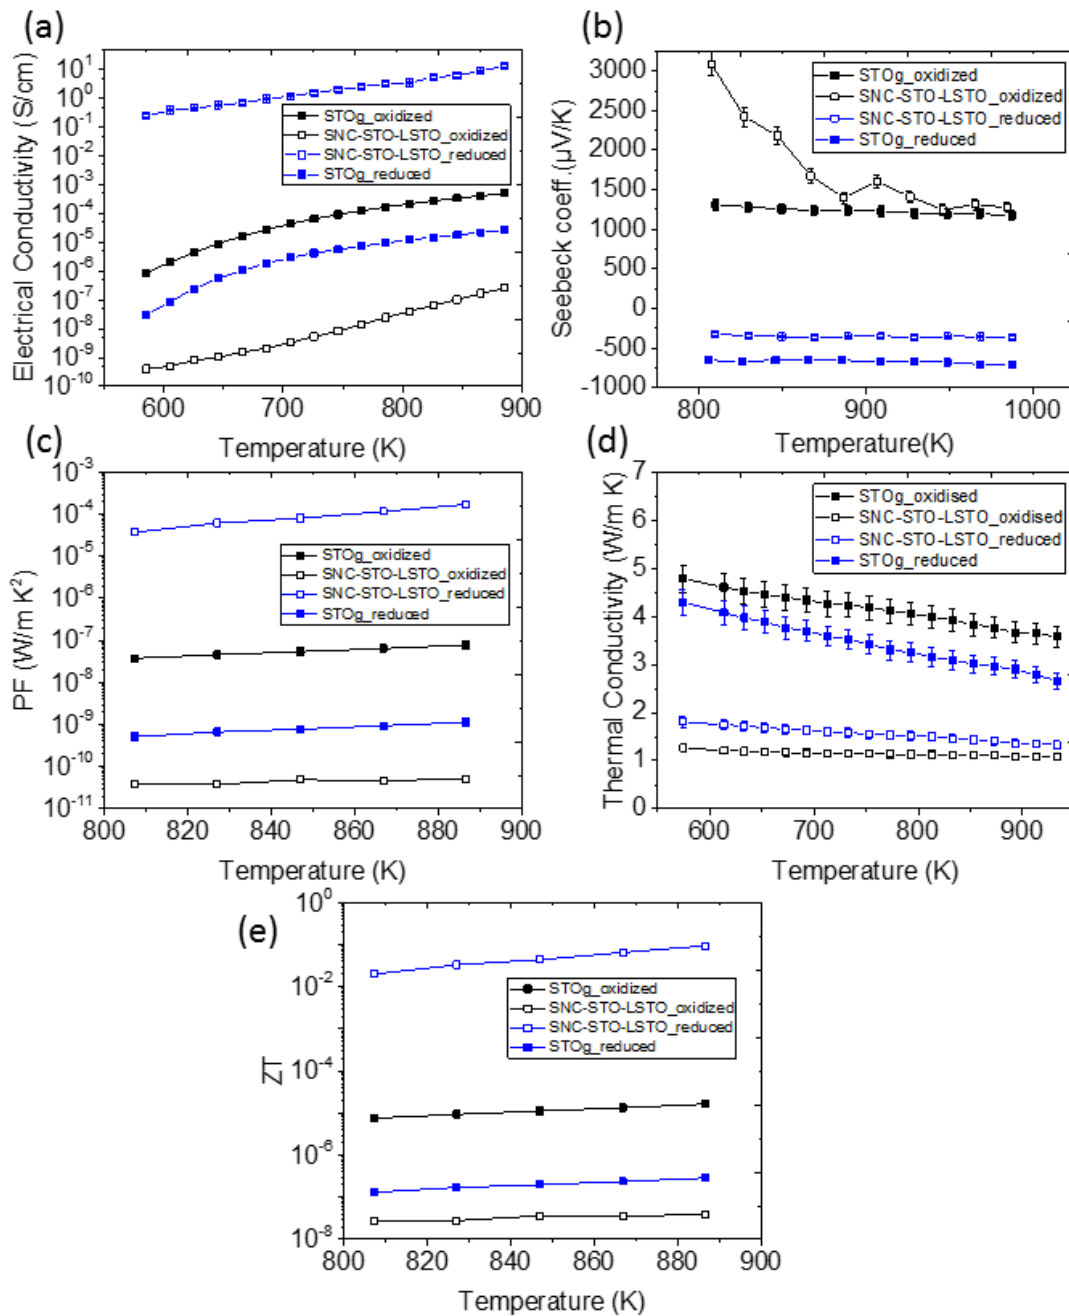 (a)
Electrical Conductivity (S/cm)
10¹
10⁰
10⁻¹
10⁻²
10⁻³
10⁻⁴
10⁻⁵
10⁻⁶
10⁻⁷
10⁻⁸
10⁻⁹
10⁻¹⁰
STOg_oxidized
SNC-STO-LSTO_oxidized
SNC-STO-LSTO_reduced
STOg_reduced
600 700 800 900
Temperature (K)
(b)
Seebeck coeff.(µV/K)
3000
2500
2000
1500
1000
500
0
-500
-1000
STOg_oxidized
SNC-STO-LSTO_oxidized
SNC-STO-LSTO_reduced
STOg_reduced
800 900 1000
Temperature(K)
(c)
PF (W/m K²)
10⁻³
10⁻⁴
10⁻⁵
10⁻⁶
10⁻⁷
10⁻⁸
10⁻⁹
10⁻¹⁰
10⁻¹¹
STOg_oxidized
SNC-STO-LSTO_oxidized
SNC-STO-LSTO_reduced
STOg_reduced
800 820 840 860 880 900
Temperature (K)
(d)
Thermal Conductivity (W/m K)
7
6
5
4
3
2
1
0
STOg_oxidised
SNC-STO-LSTO_oxidised
SNC-STO-LSTO_reduced
STOg_reduced
600 700 800 900
Temperature (K)
(e)
ZT
10⁰
10⁻²
10⁻⁴
10⁻⁶
10⁻⁸
STOg_oxidized
SNC-STO-LSTO_oxidized
SNC-STO-LSTO_reduced
STOg_reduced
800 820 840 860 880 900
Temperature (K)